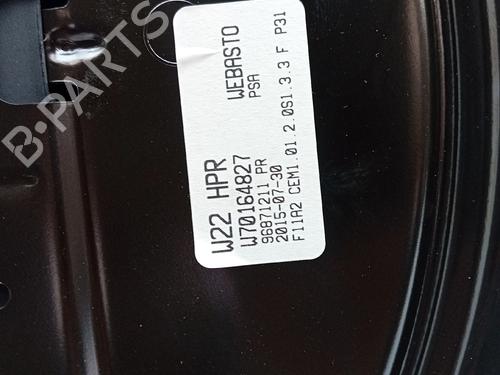 W22 HPR WEBASTO
W70164827 PSA
96871211 PR
2015-07-30
F11A2 CEM1.01.2.0S1.3.3 F P31
B-PARTS